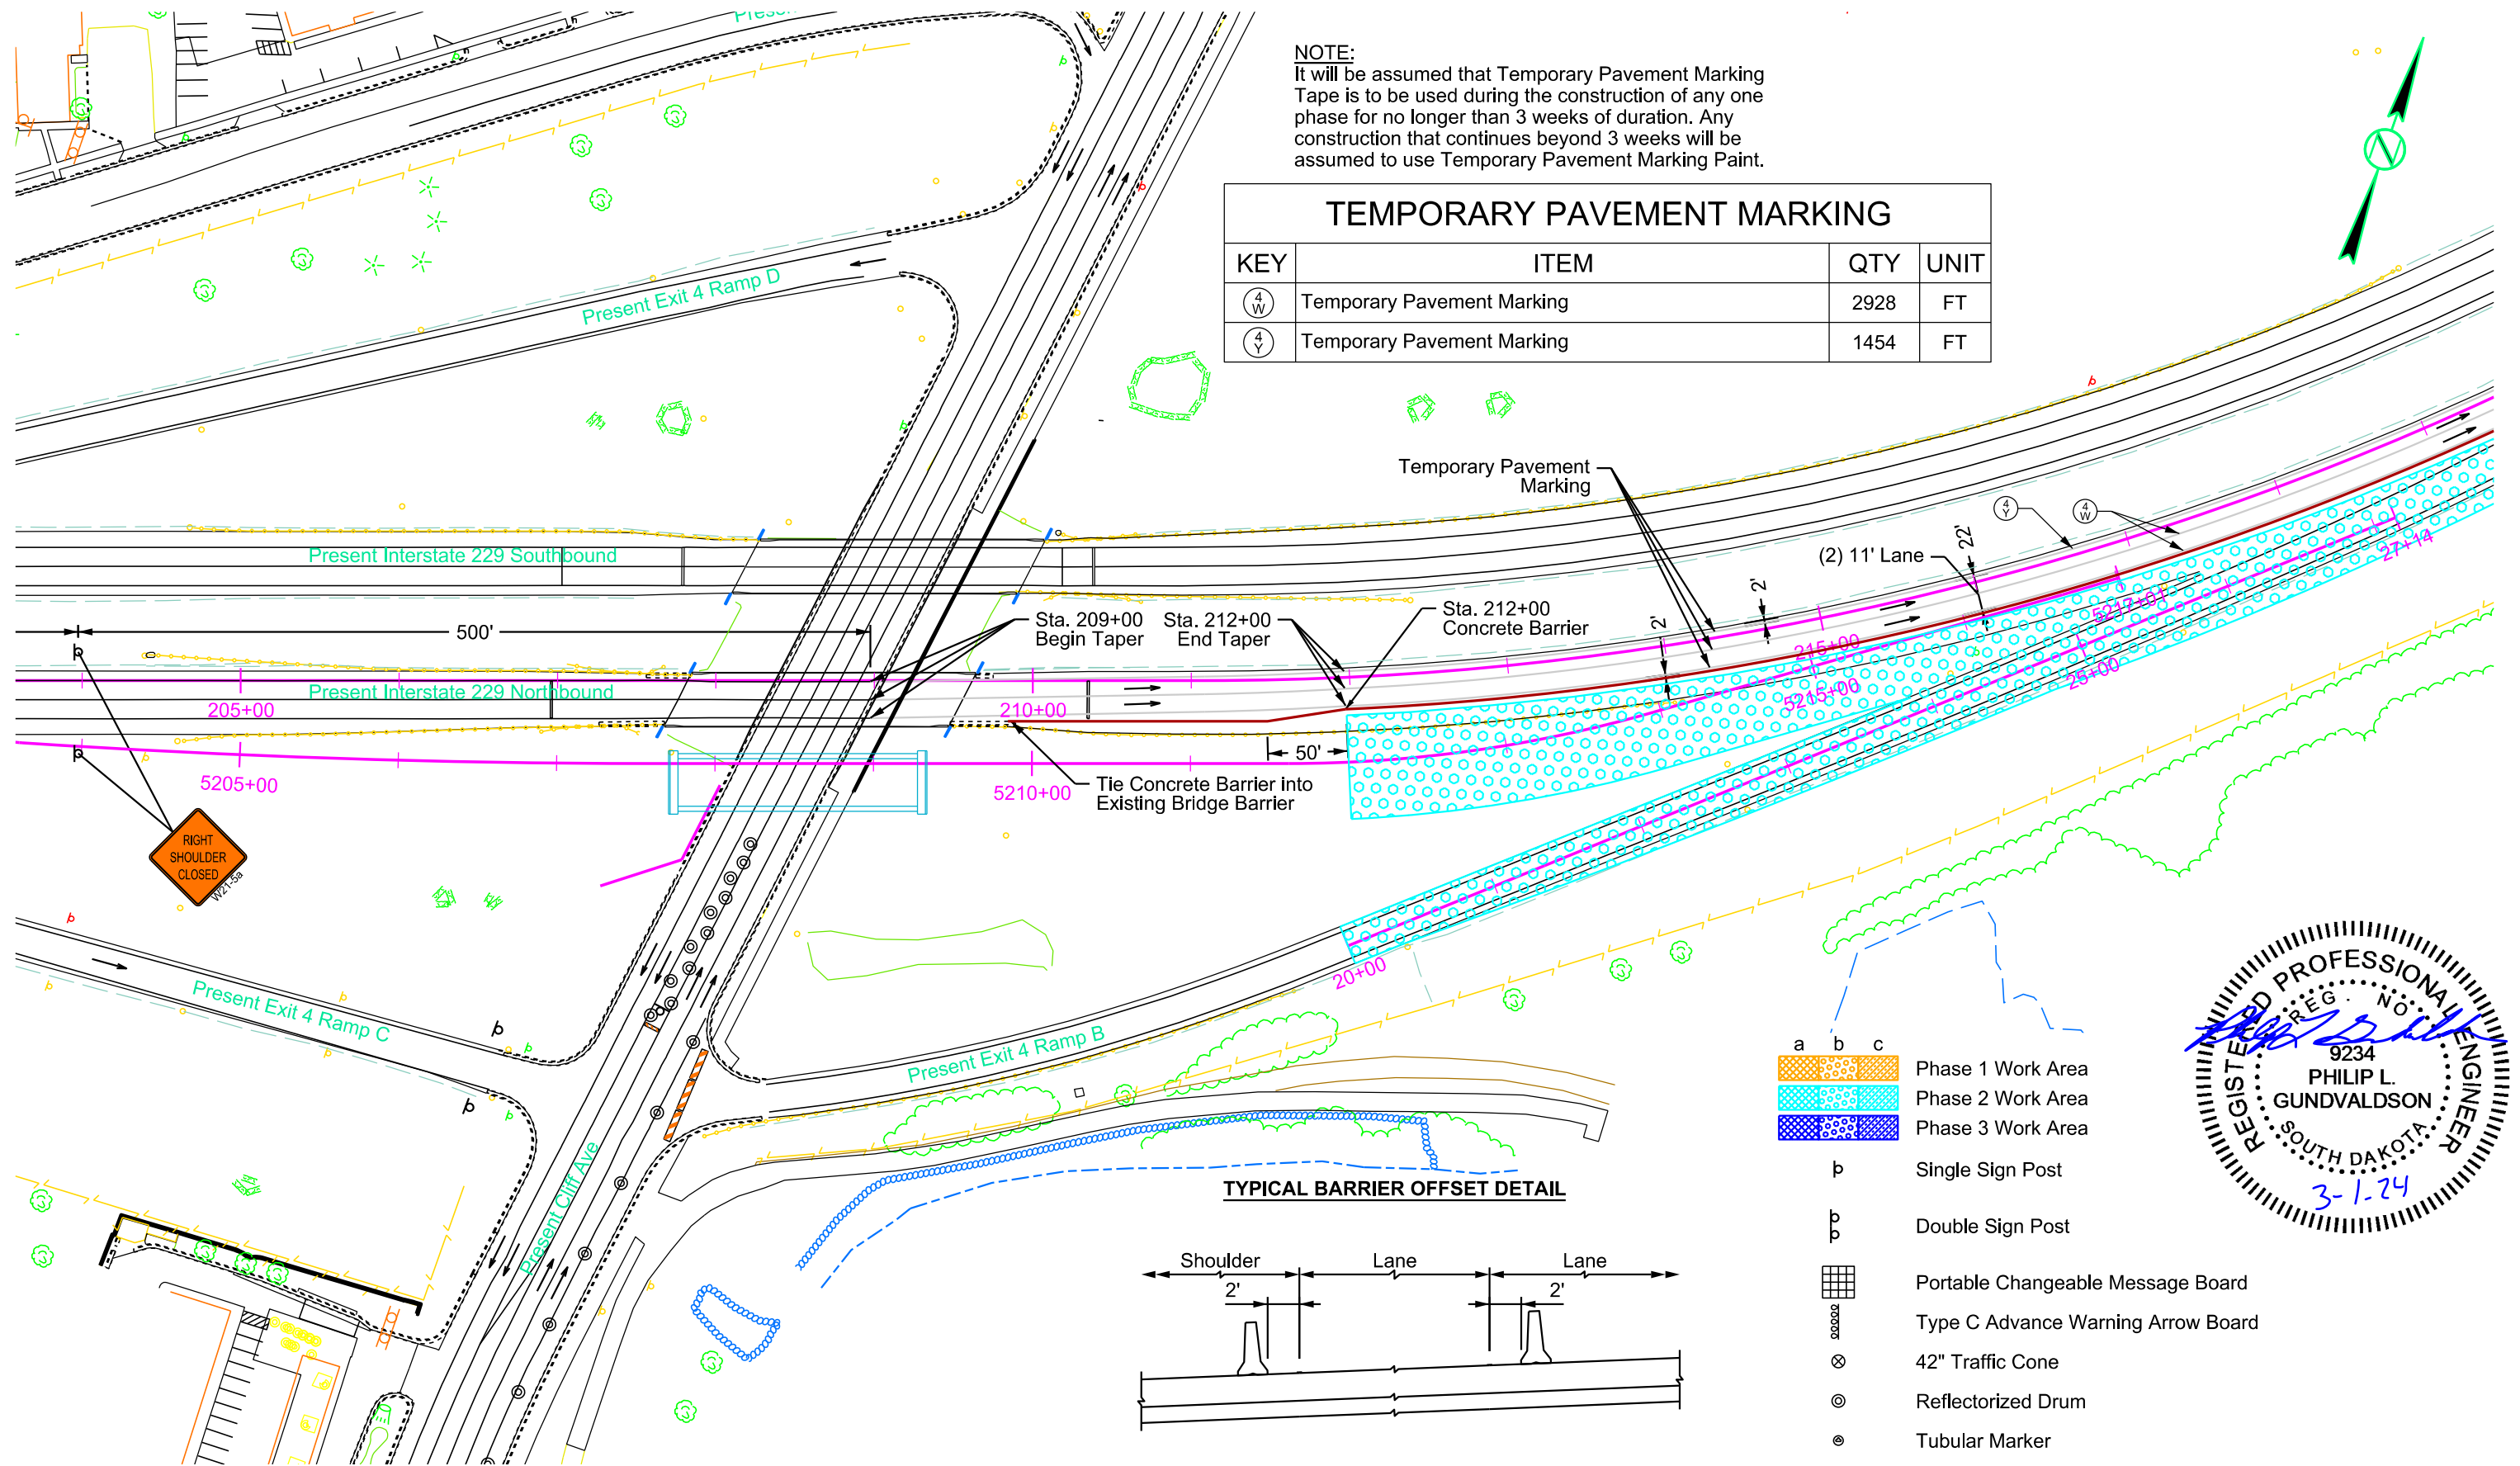 NOTE:
It will be assumed that Temporary Pavement Marking
Tape is to be used during the construction of any one
phase for no longer than 3 weeks of duration. Any
construction that continues beyond 3 weeks will be
assumed to use Temporary Pavement Marking Paint.
TEMPORARY PAVEMENT MARKING
KEY ITEM QTY UNIT
4 W Temporary Pavement Marking 2928 FT
4 Y Temporary Pavement Marking 1454 FT
N
Present Exit 4 Ramp D
Present Interstate 229 Southbound
Temporary Pavement
Marking
4 Y
4 W
22'
(2) 11' Lane
2'
2'
500'
Sta. 209+00
Begin Taper
Sta. 212+00
End Taper
Sta. 212+00
Concrete Barrier
Present Interstate 229 Northbound
205+00
210+00
215+00
5217+01
27+14
5215+00
25+00
50'
5205+00
5210+00
Tie Concrete Barrier into
Existing Bridge Barrier
RIGHT
SHOULDER
CLOSED
W21-5a
20+00
Present Exit 4 Ramp C
Present Exit 4 Ramp B
Present Cliff Ave
a b c
Phase 1 Work Area
Phase 2 Work Area
Phase 3 Work Area
Single Sign Post
Double Sign Post
Portable Changeable Message Board
Type C Advance Warning Arrow Board
42" Traffic Cone
Reflectorized Drum
Tubular Marker
REGISTERED PROFESSIONAL ENGINEER
REG. NO
9234
PHILIP L.
GUNDVALDSON
SOUTH DAKOTA
3-1-24
TYPICAL BARRIER OFFSET DETAIL
Shoulder Lane Lane
2' 2'